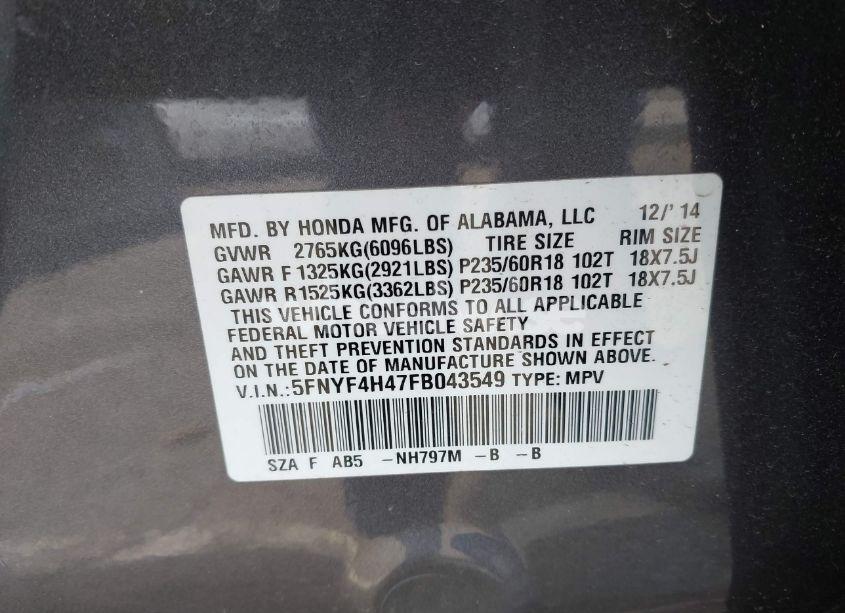 MFD. BY HONDA MFG. OF ALABAMA, LLC 12/' 14
GVWR 2765KG(6096LBS) TIRE SIZE RIM SIZE
GAWR F 1325KG(2921LBS) P235/60R18 102T 18X7.5J
GAWR R1525KG(3362LBS) P235/60R18 102T 18X7.5J
THIS VEHICLE CONFORMS TO ALL APPLICABLE
FEDERAL MOTOR VEHICLE SAFETY
AND THEFT PREVENTION STANDARDS IN EFFECT
ON THE DATE OF MANUFACTURE SHOWN ABOVE.
V.I.N.:5FNYF4H47FB043549 TYPE: MPV
SZA F AB5 -NH797M -B -B